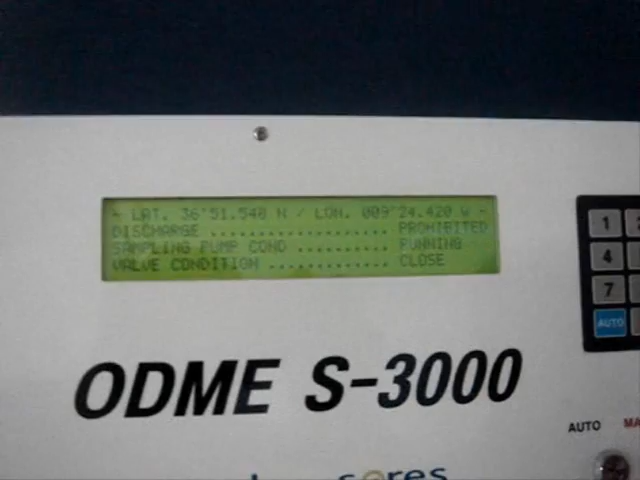 - LAT. 36°51.548 N / LON. 009°24.420 W -
DISCHARGE ................... PROHIBITED
SAMPLING PUMP COND .......... RUNNING
VALVE CONDITION ............. CLOSE
1
4
7
AUTO
ODME S-3000
AUTO